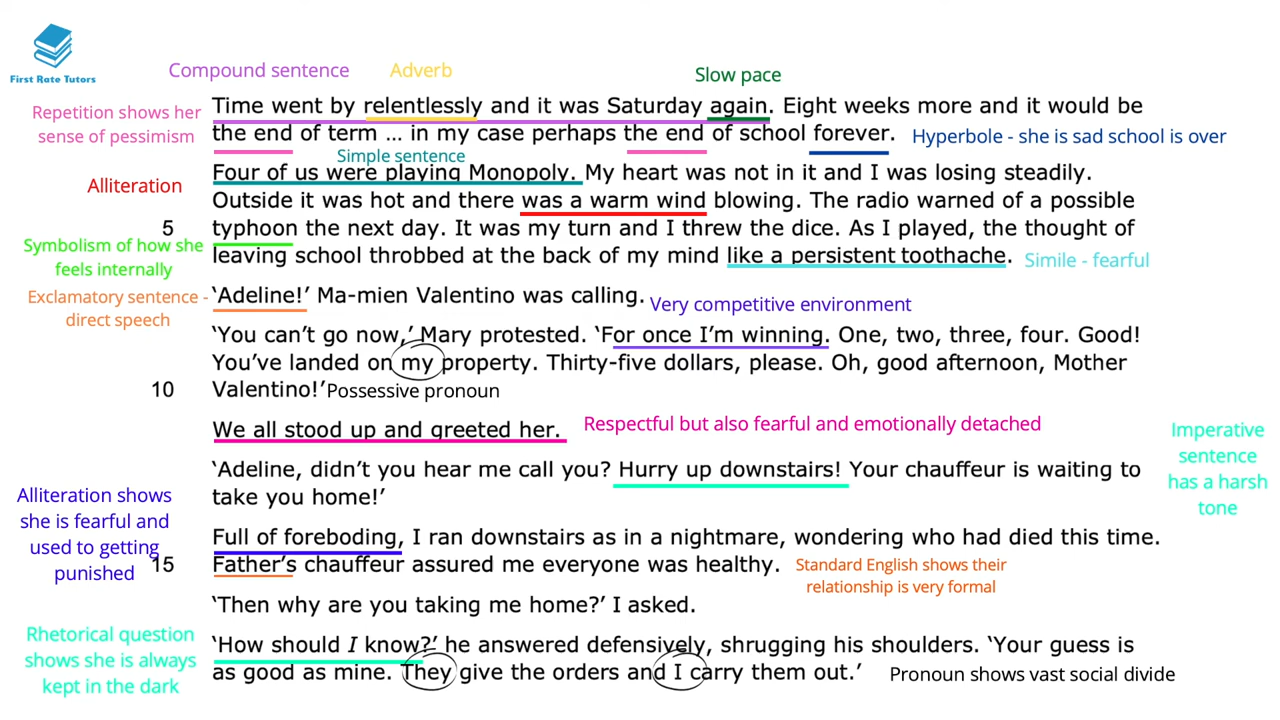 First Rate Tutors
Compound sentence
Adverb
Slow pace
Repetition shows her
sense of pessimism
Time went by relentlessly and it was Saturday again. Eight weeks more and it would be
the end of term ... in my case perhaps the end of school forever.
Hyperbole - she is sad school is over
Simple sentence
Alliteration
Four of us were playing Monopoly. My heart was not in it and I was losing steadily.
Outside it was hot and there was a warm wind blowing. The radio warned of a possible
5 typhoon the next day. It was my turn and I threw the dice. As I played, the thought of
leaving school throbbed at the back of my mind like a persistent toothache.
Simile - fearful
Symbolism of how she
feels internally
Exclamatory sentence -
direct speech
‘Adeline!’ Ma-mien Valentino was calling.
Very competitive environment
‘You can’t go now,’ Mary protested. ‘For once I’m winning. One, two, three, four. Good!
You’ve landed on my property. Thirty-five dollars, please. Oh, good afternoon, Mother
10 Valentino!’
Possessive pronoun
We all stood up and greeted her.
Respectful but also fearful and emotionally detached
Imperative
sentence
has a harsh
tone
‘Adeline, didn’t you hear me call you? Hurry up downstairs! Your chauffeur is waiting to
take you home!’
Alliteration shows
she is fearful and
used to getting
punished
Full of foreboding, I ran downstairs as in a nightmare, wondering who had died this time.
15 Father’s chauffeur assured me everyone was healthy.
Standard English shows their
relationship is very formal
‘Then why are you taking me home?’ I asked.
Rhetorical question
shows she is always
kept in the dark
‘How should I know?’ he answered defensively, shrugging his shoulders. ‘Your guess is
as good as mine. They give the orders and I carry them out.’
Pronoun shows vast social divide